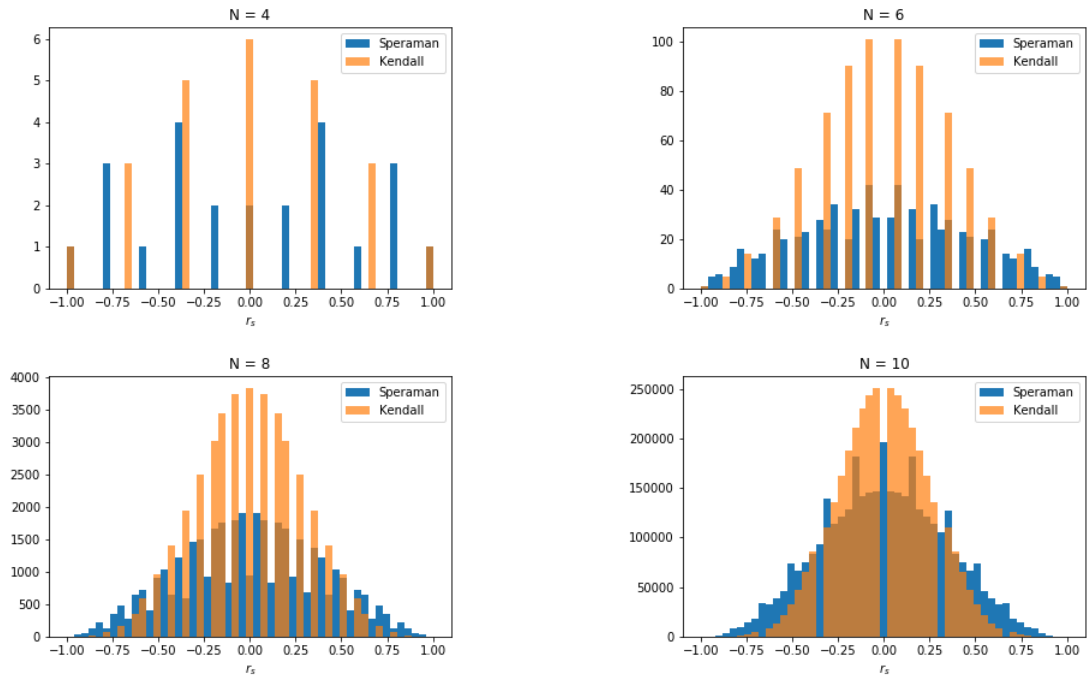 N = 4
6
5
4
3
2
1
0
−1.00 −0.75 −0.50 −0.25 0.00 0.25 0.50 0.75 1.00
r_s
Speraman
Kendall
N = 6
100
80
60
40
20
0
−1.00 −0.75 −0.50 −0.25 0.00 0.25 0.50 0.75 1.00
r_s
Speraman
Kendall
N = 8
4000
3500
3000
2500
2000
1500
1000
500
0
−1.00 −0.75 −0.50 −0.25 0.00 0.25 0.50 0.75 1.00
r_s
Speraman
Kendall
N = 10
250000
200000
150000
100000
50000
0
−1.00 −0.75 −0.50 −0.25 0.00 0.25 0.50 0.75 1.00
r_s
Speraman
Kendall